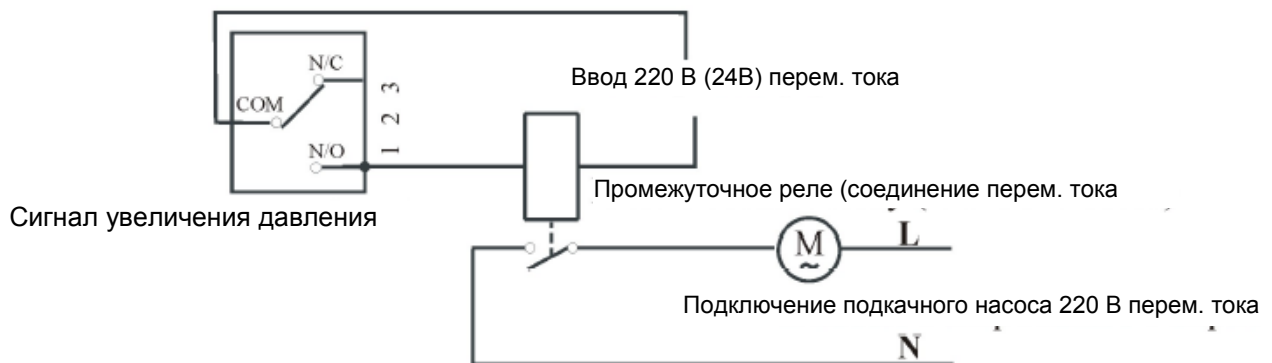 N/C
Ввод 220 В (24В) перем. тока
COM
1 2 3
N/O
Промежуточное реле (соединение перем. тока
Сигнал увеличения давления
L
M
~
Подключение подкачного насоса 220 В перем. тока
N